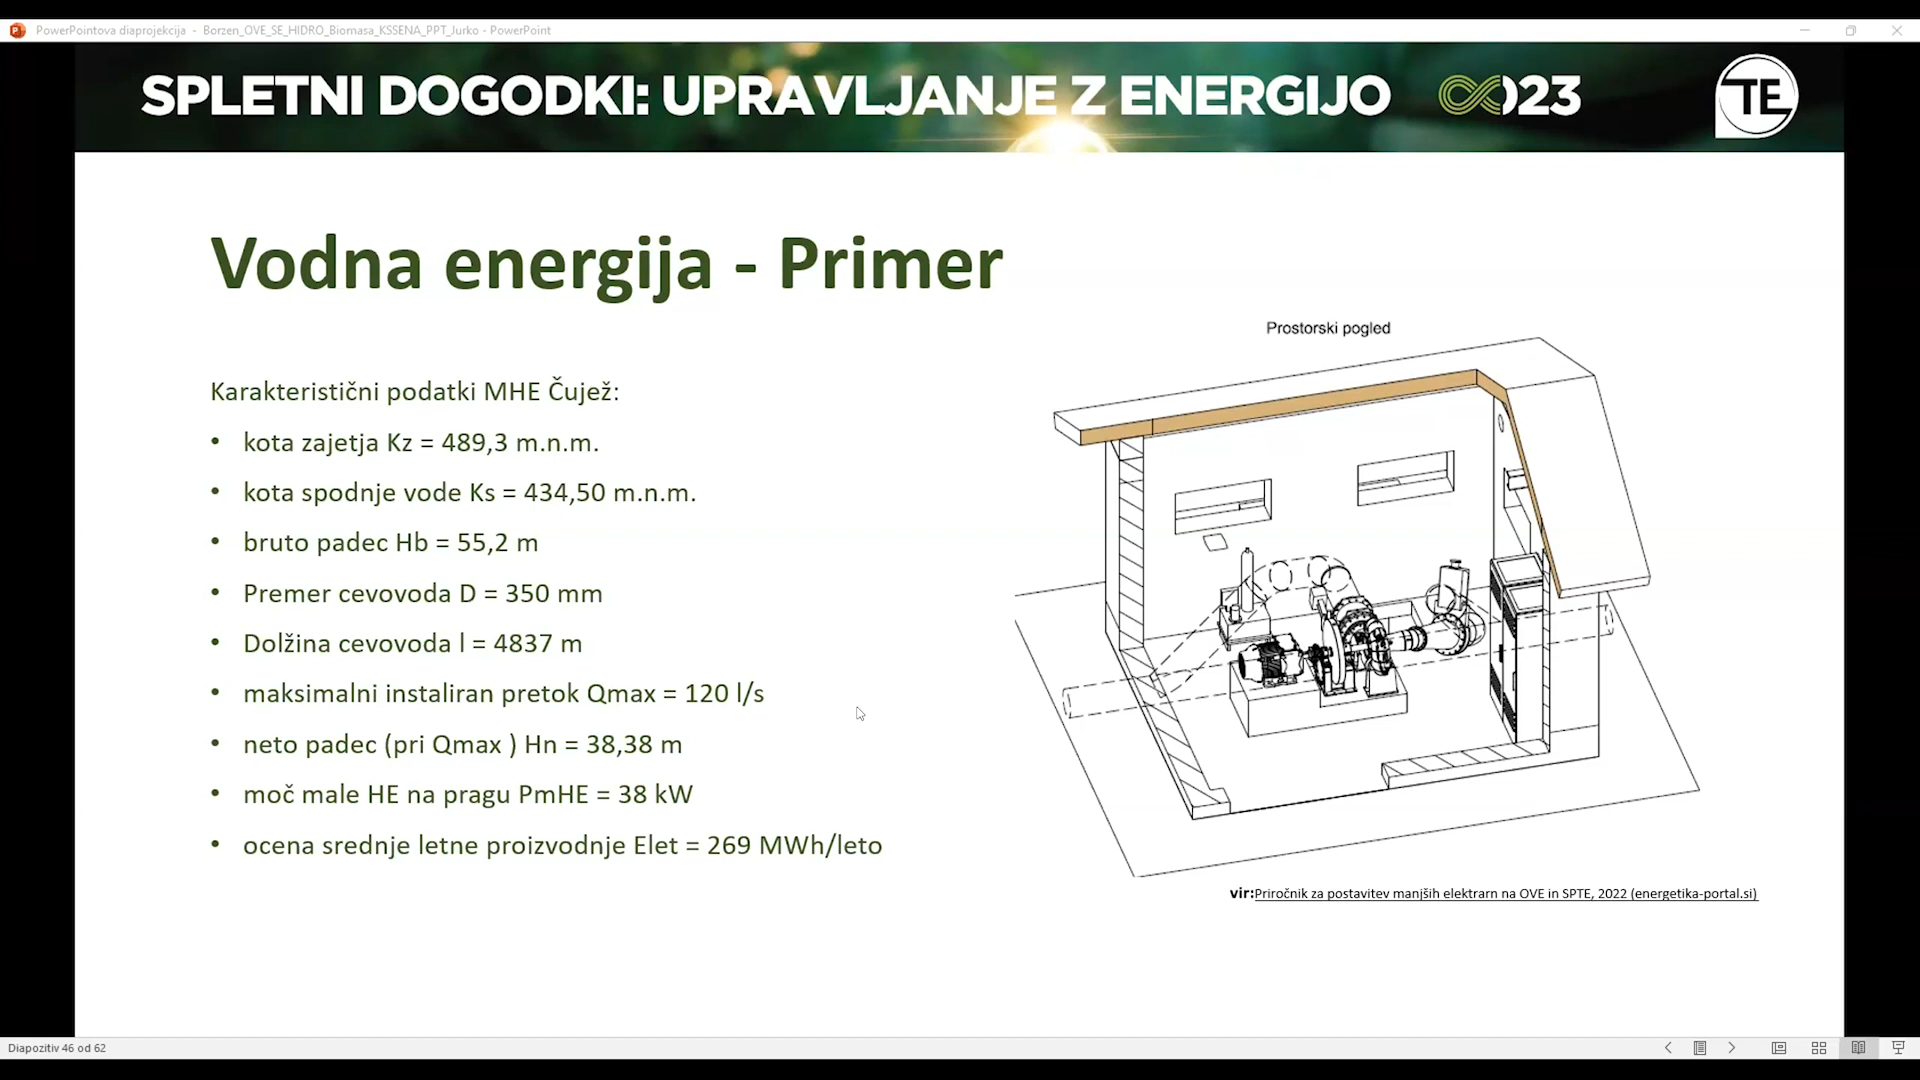 PowerPointova diaprojekcija - Borzen_OVE_SE_HIDRO_Biomasa_KSSENA_PPT_Jurko - PowerPoint
SPLETNI DOGODKI: UPRAVLJANJE Z ENERGIJO 23
TE
Vodna energija - Primer
Prostorski pogled
Karakteristični podatki MHE Čujež:
• kota zajetja Kz = 489,3 m.n.m.
• kota spodnje vode Ks = 434,50 m.n.m.
• bruto padec Hb = 55,2 m
• Premer cevovoda D = 350 mm
• Dolžina cevovoda l = 4837 m
• maksimalni instaliran pretok Qmax = 120 l/s
• neto padec (pri Qmax ) Hn = 38,38 m
• moč male HE na pragu PmHE = 38 kW
• ocena srednje letne proizvodnje Elet = 269 MWh/leto
vir:Priročnik za postavitev manjših elektrarn na OVE in SPTE, 2022 (energetika-portal.si)
Diapozitiv 46 od 62